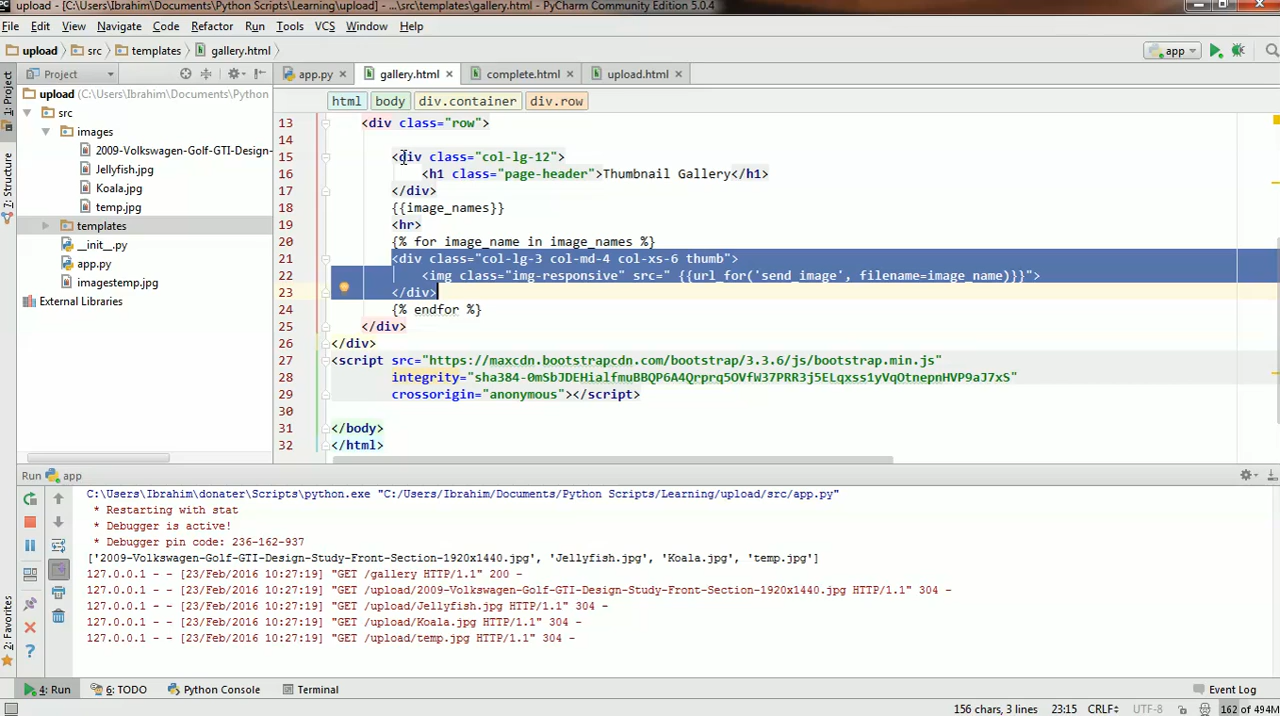 upload - [C:\Users\Ibrahim\Documents\Python Scripts\Learning\upload] - ...\src\templates\gallery.html - PyCharm Community Edition 5.0.4
File Edit View Navigate Code Refactor Run Tools VCS Window Help
upload src templates gallery.html app
Project app.py gallery.html complete.html upload.html
html body div.container div.row
upload (C:\Users\Ibrahim\Documents\Python
src
images
2009-Volkswagen-Golf-GTI-Design-
Jellyfish.jpg
Koala.jpg
temp.jpg
templates
__init__.py
app.py
imagestemp.jpg
External Libraries
1: Project
7: Structure
2: Favorites
13 <div class="row">
14
15 <div class="col-lg-12">
16 <h1 class="page-header">Thumbnail Gallery</h1>
17 </div>
18 {{image_names}}
19 <hr>
20 {% for image_name in image_names %}
21 <div class="col-lg-3 col-md-4 col-xs-6 thumb">
22 <img class="img-responsive" src=" {{url_for('send_image', filename=image_name)}}">
23 </div>
24 {% endfor %}
25 </div>
26 </div>
27 <script src="https://maxcdn.bootstrapcdn.com/bootstrap/3.3.6/js/bootstrap.min.js"
28 integrity="sha384-0mSbJDEHialfmuBBQP6A4Qrprq5OVfW37PRR3j5ELqxss1yVqOtnepnHVP9aJ7xS"
29 crossorigin="anonymous"></script>
30
31 </body>
32 </html>
Run app
C:\Users\Ibrahim\donater\Scripts\python.exe "C:/Users/Ibrahim/Documents/Python Scripts/Learning/upload/src/app.py"
* Restarting with stat
* Debugger is active!
* Debugger pin code: 236-162-937
['2009-Volkswagen-Golf-GTI-Design-Study-Front-Section-1920x1440.jpg', 'Jellyfish.jpg', 'Koala.jpg', 'temp.jpg']
127.0.0.1 - - [23/Feb/2016 10:27:19] "GET /gallery HTTP/1.1" 200 -
127.0.0.1 - - [23/Feb/2016 10:27:19] "GET /upload/2009-Volkswagen-Golf-GTI-Design-Study-Front-Section-1920x1440.jpg HTTP/1.1" 304 -
127.0.0.1 - - [23/Feb/2016 10:27:19] "GET /upload/Jellyfish.jpg HTTP/1.1" 304 -
127.0.0.1 - - [23/Feb/2016 10:27:19] "GET /upload/Koala.jpg HTTP/1.1" 304 -
127.0.0.1 - - [23/Feb/2016 10:27:19] "GET /upload/temp.jpg HTTP/1.1" 304 -
4: Run 6: TODO Python Console Terminal Event Log
156 chars, 3 lines 23:15 CRLF UTF-8 162 of 494M